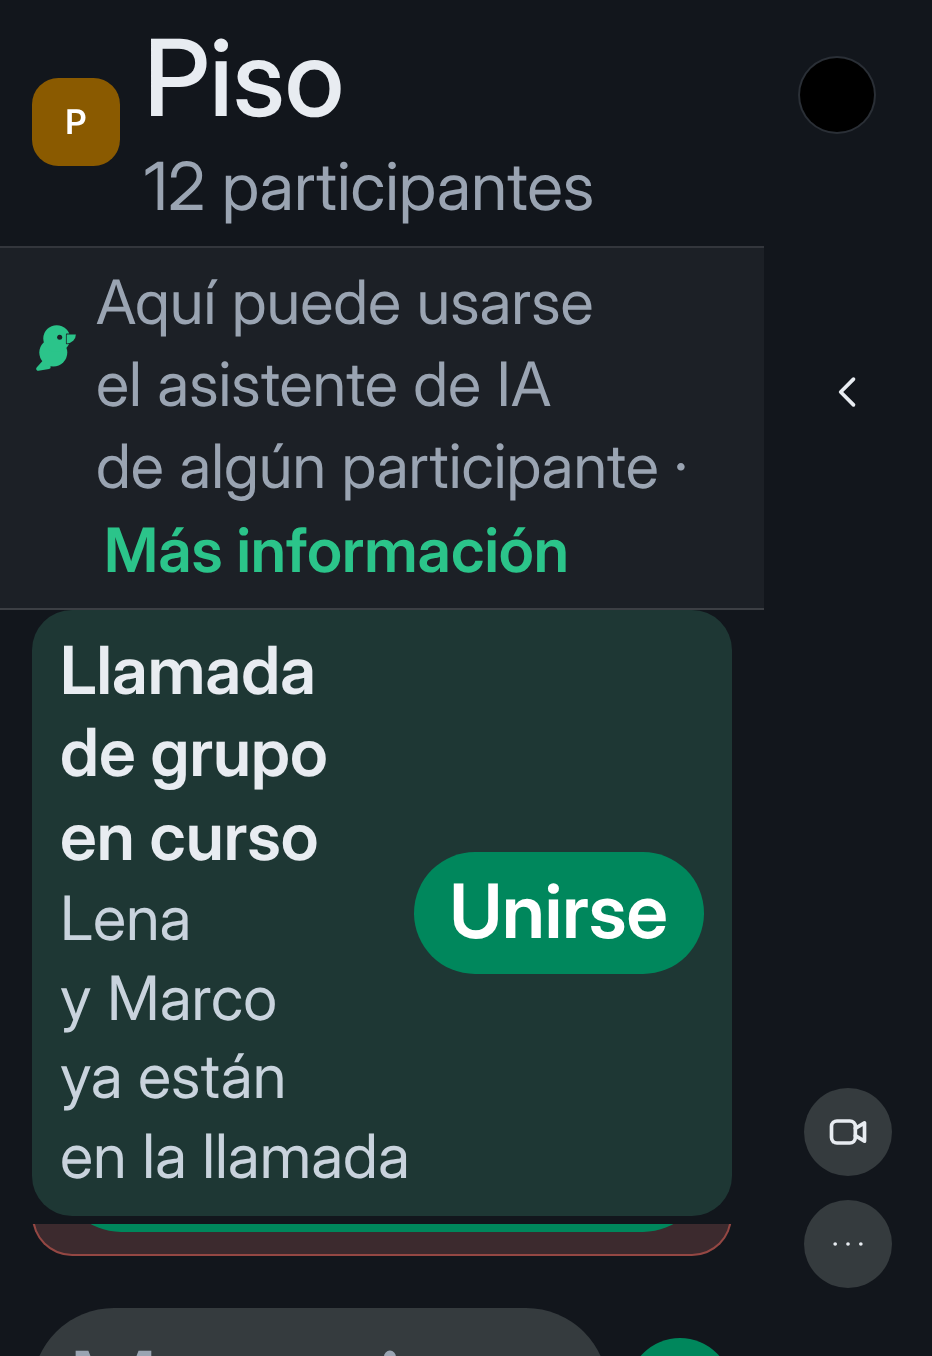 P
Piso
12 participantes
Aquí puede usarse
el asistente de IA
de algún participante ·
Más información
Llamada
de grupo
en curso
Lena
y Marco
ya están
en la llamada
Unirse